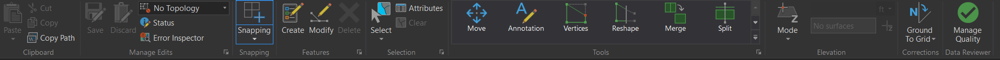 Paste
Cut
Copy
Copy Path
Clipboard
Save
Discard
No Topology
Status
Error Inspector
Manage Edits
Snapping
Snapping
Create
Modify
Delete
Features
Select
Attributes
Clear
Selection
Move
Annotation
Vertices
Reshape
Merge
Split
Tools
Mode
ft
No surfaces
Elevation
Ground
To Grid
Corrections
Manage
Quality
Data Reviewer